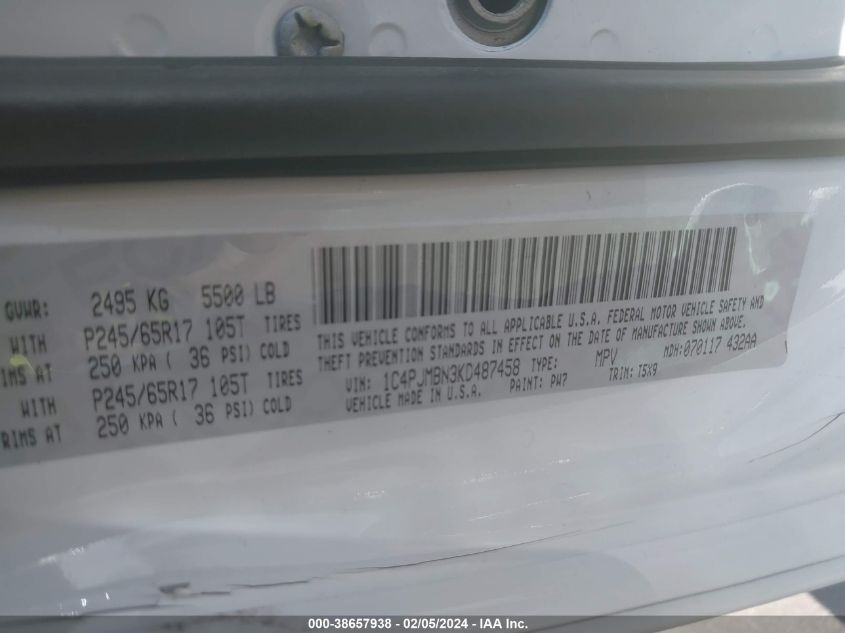 GVWR: 2495 KG 5500 LB
WITH P245/65R17 105T TIRES
RIMS AT 250 KPA ( 36 PSI) COLD
WITH P245/65R17 105T TIRES
RIMS AT 250 KPA ( 36 PSI) COLD
THIS VEHICLE CONFORMS TO ALL APPLICABLE U.S.A. FEDERAL MOTOR VEHICLE SAFETY AND
THEFT PREVENTION STANDARDS IN EFFECT ON THE DATE OF MANUFACTURE SHOWN ABOVE.
VIN: 1C4PJMBN3KD487458 TYPE: MPV MDH:070117 432AA
VEHICLE MADE IN U.S.A. PAINT: PW7 TRIM: T5X9
000-38657938 - 02/05/2024 - IAA Inc.